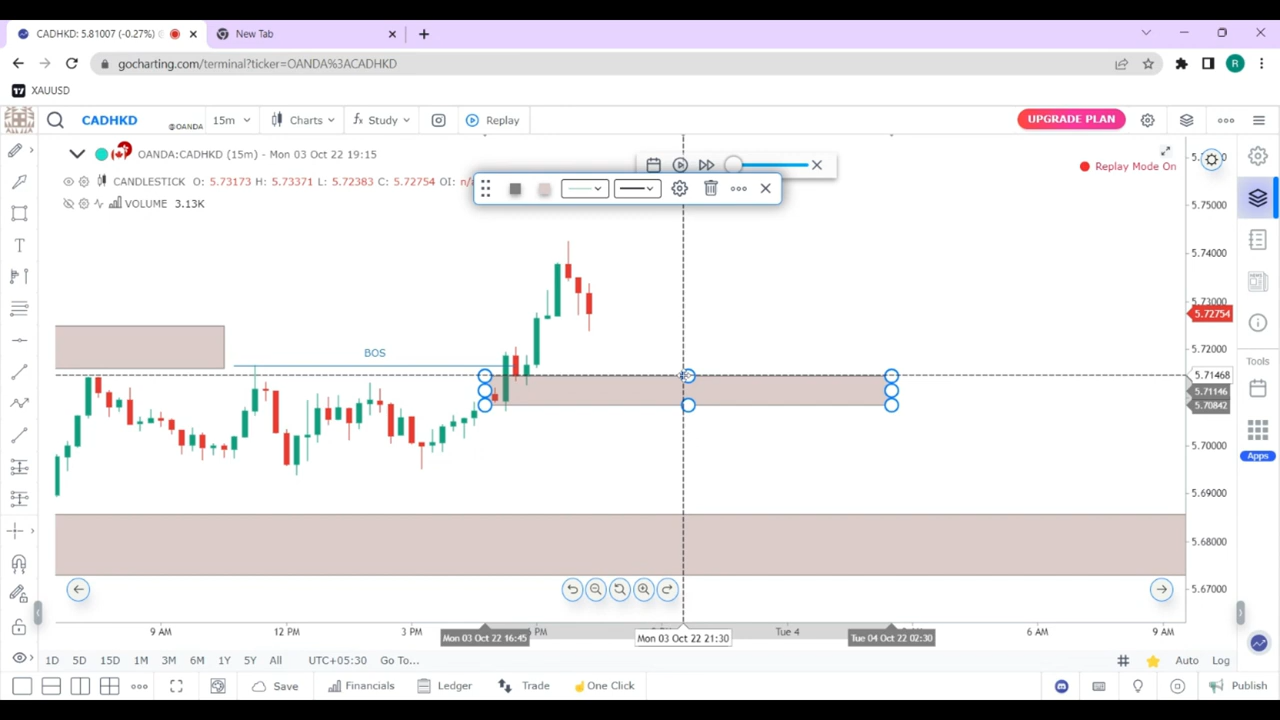 CADHKD: 5.81007 (-0.27%)
New Tab
gocharting.com/terminal?ticker=OANDA%3ACADHKD
R
XAUUSD
CADHKD @OANDA 15m Charts Study Replay UPGRADE PLAN
OANDA:CADHKD (15m) - Mon 03 Oct 22 19:15
Replay Mode On
CANDLESTICK O: 5.73173 H: 5.73371 L: 5.72383 C: 5.72754 OI: n/a
VOLUME 3.13K
5.75000
5.74000
5.73000
5.72754
5.72000
BOS
5.71468
5.71146
5.70842
5.70000
5.69000
5.68000
5.67000
Tools
Apps
9 AM 12 PM 3 PM Mon 03 Oct 22 16:45 PM Mon 03 Oct 22 21:30 Tue 4 Tue 04 Oct 22 02:30 6 AM 9 AM
1D 5D 15D 1M 3M 6M 1Y 5Y All UTC+05:30 Go To... Auto Log
Save Financials Ledger Trade One Click Publish